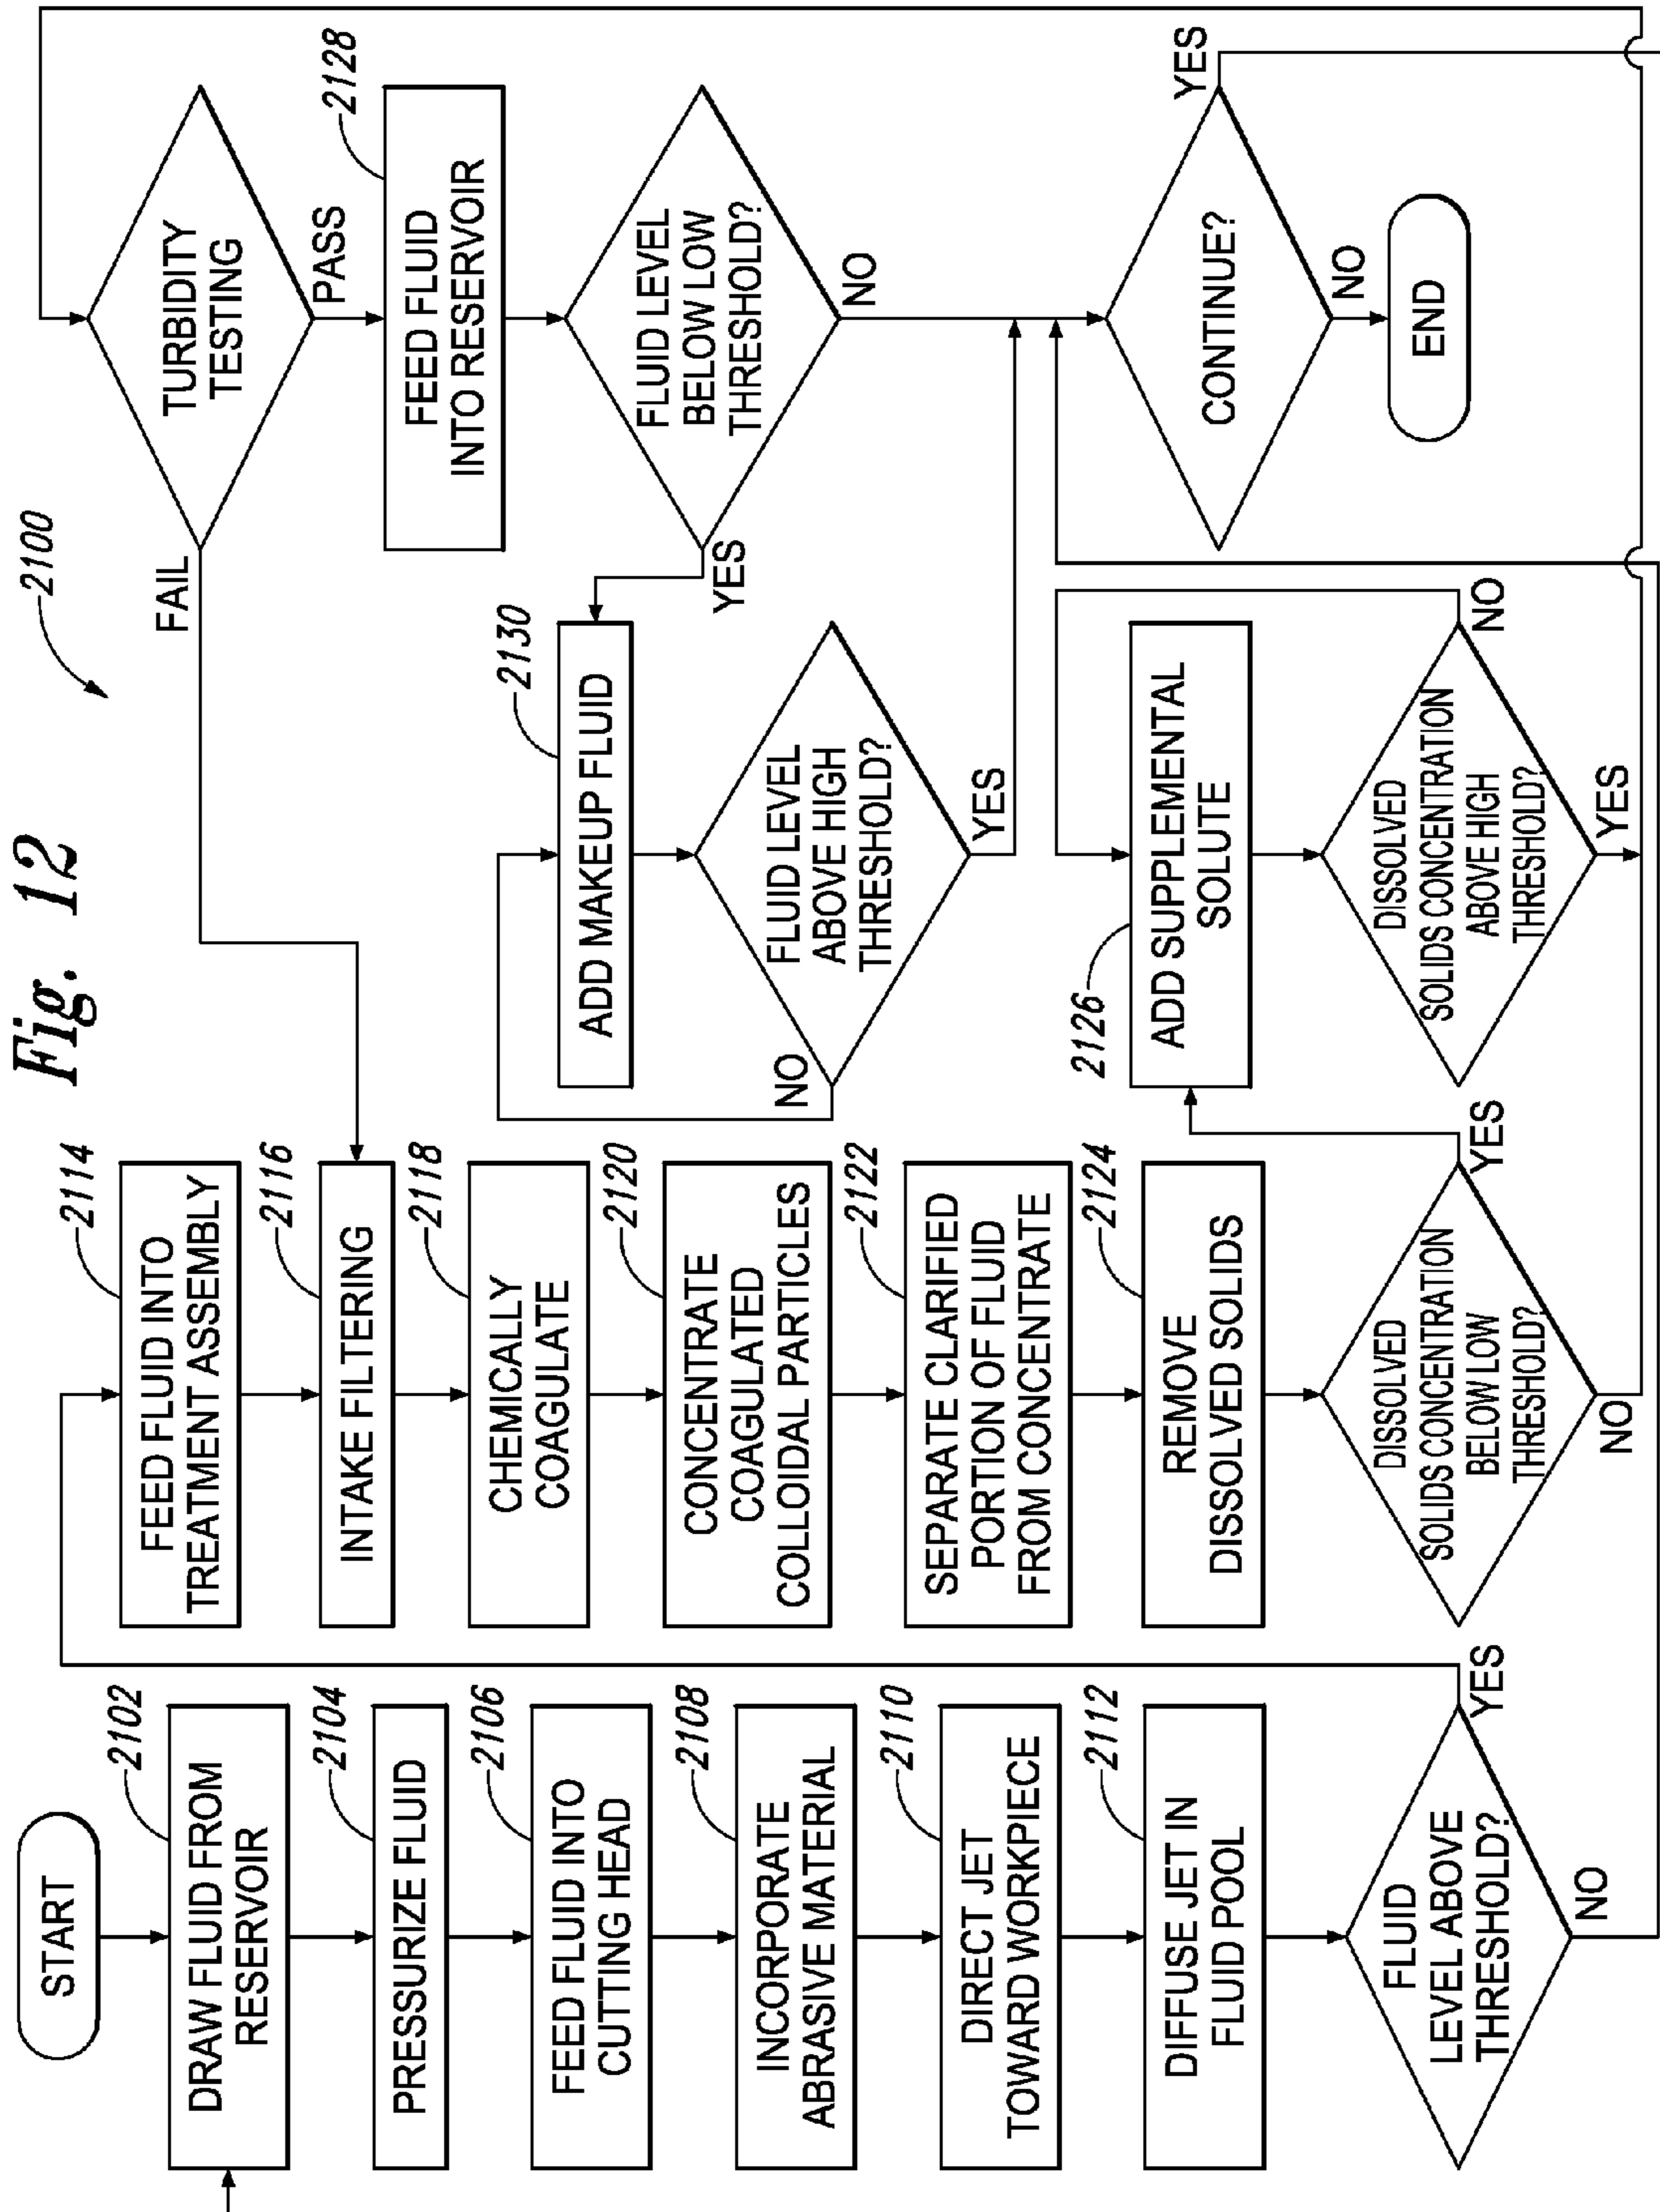 Fig. 12
2100
START
2102
DRAW FLUID FROM
RESERVOIR
2104
PRESSURIZE FLUID
2106
FEED FLUID INTO
CUTTING HEAD
2108
INCORPORATE
ABRASIVE MATERIAL
2110
DIRECT JET
TOWARD WORKPIECE
2112
DIFFUSE JET IN
FLUID POOL
FLUID
LEVEL ABOVE
THRESHOLD?
YES
NO
2114
FEED FLUID INTO
TREATMENT ASSEMBLY
2116
INTAKE FILTERING
2118
CHEMICALLY
COAGULATE
2120
CONCENTRATE
COAGULATED
COLLOIDAL PARTICLES
2122
SEPARATE CLARIFIED
PORTION OF FLUID
FROM CONCENTRATE
2124
REMOVE
DISSOLVED SOLIDS
DISSOLVED
SOLIDS CONCENTRATION
BELOW LOW
THRESHOLD?
YES
NO
2126
ADD SUPPLEMENTAL
SOLUTE
DISSOLVED
SOLIDS CONCENTRATION
ABOVE HIGH
THRESHOLD?
NO
YES
TURBIDITY
TESTING
FAIL
PASS
2128
FEED FLUID
INTO RESERVOIR
FLUID LEVEL
BELOW LOW
THRESHOLD?
YES
NO
2130
ADD MAKEUP FLUID
FLUID LEVEL
ABOVE HIGH
THRESHOLD?
NO
YES
CONTINUE?
YES
NO
END